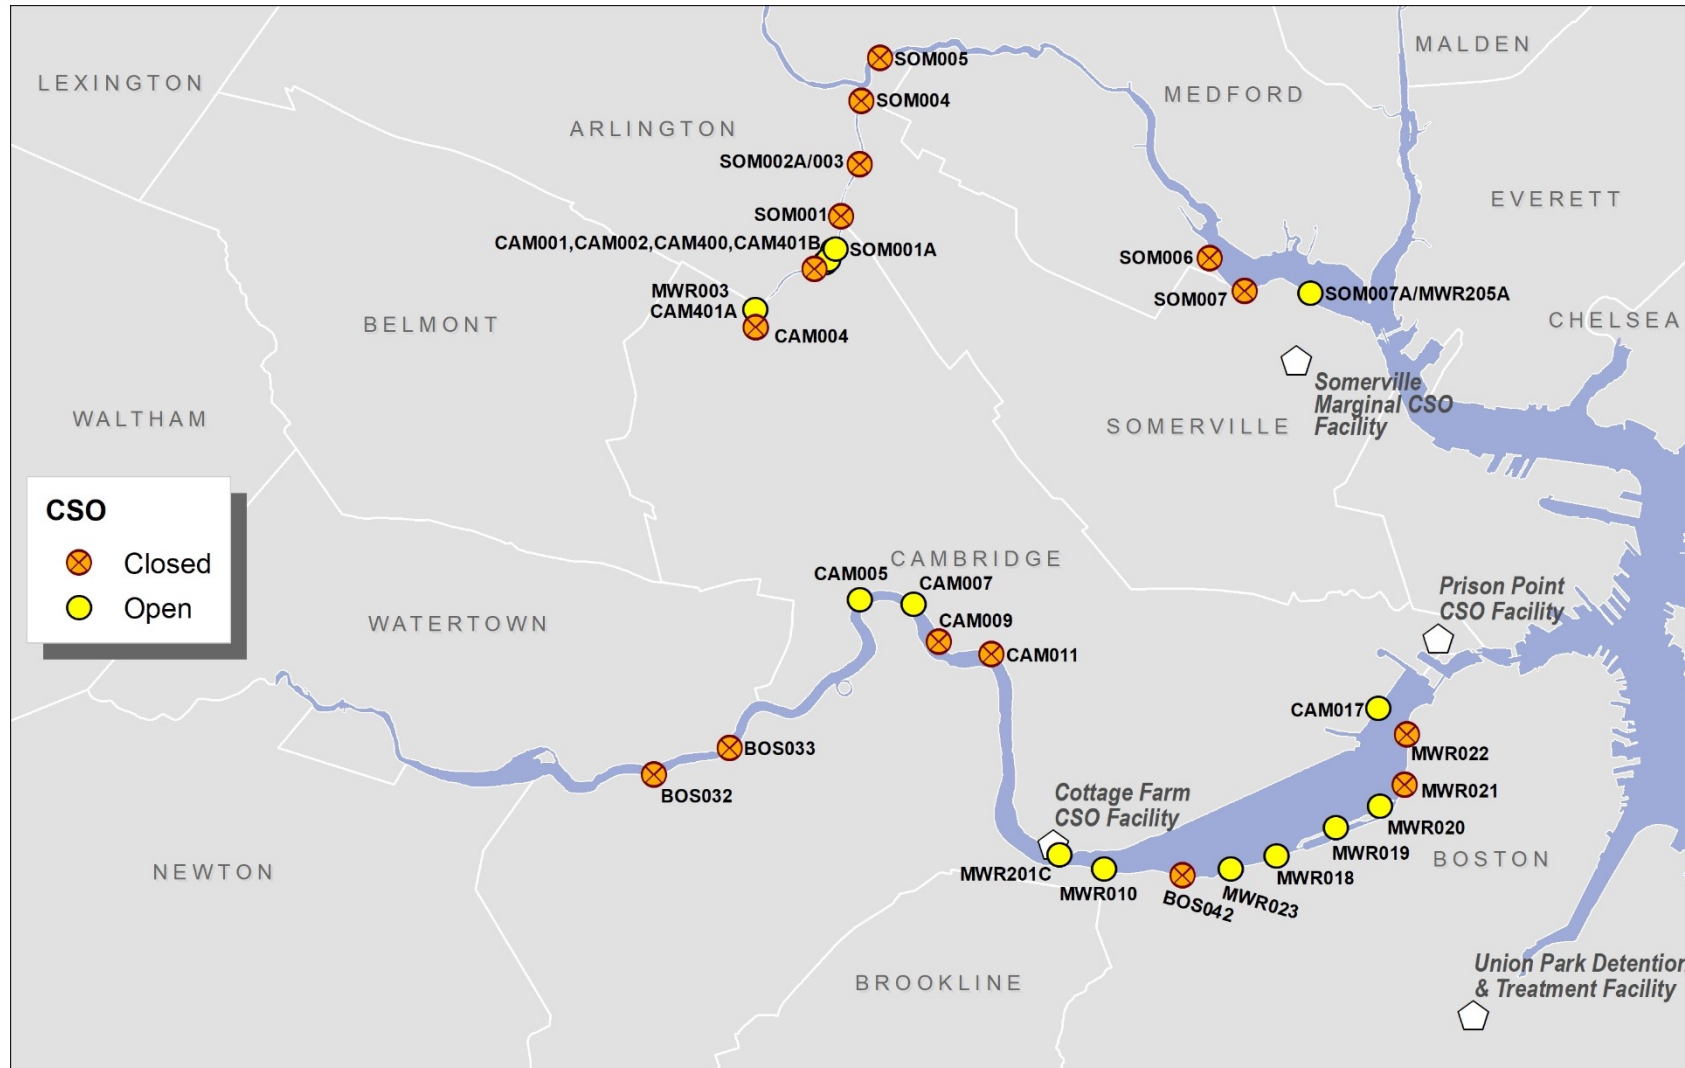 MALDEN
LEXINGTON
SOM005
MEDFORD
SOM004
ARLINGTON
SOM002A/003
EVERETT
SOM001
CAM001,CAM002,CAM400,CAM401B
SOM001A
SOM006
MWR003
CAM401A
SOM007
SOM007A/MWR205A
BELMONT
CAM004
CHELSEA
Somerville
Marginal CSO
Facility
WALTHAM
SOMERVILLE
CSO
Closed
Open
CAMBRIDGE
CAM005
CAM007
Prison Point
CSO Facility
WATERTOWN
CAM009
CAM011
CAM017
BOS033
MWR022
BOS032
MWR021
Cottage Farm
CSO Facility
MWR020
MWR019
BOSTON
NEWTON
MWR201C
MWR010
BOS042
MWR023
MWR018
BROOKLINE
Union Park Detention
& Treatment Facility